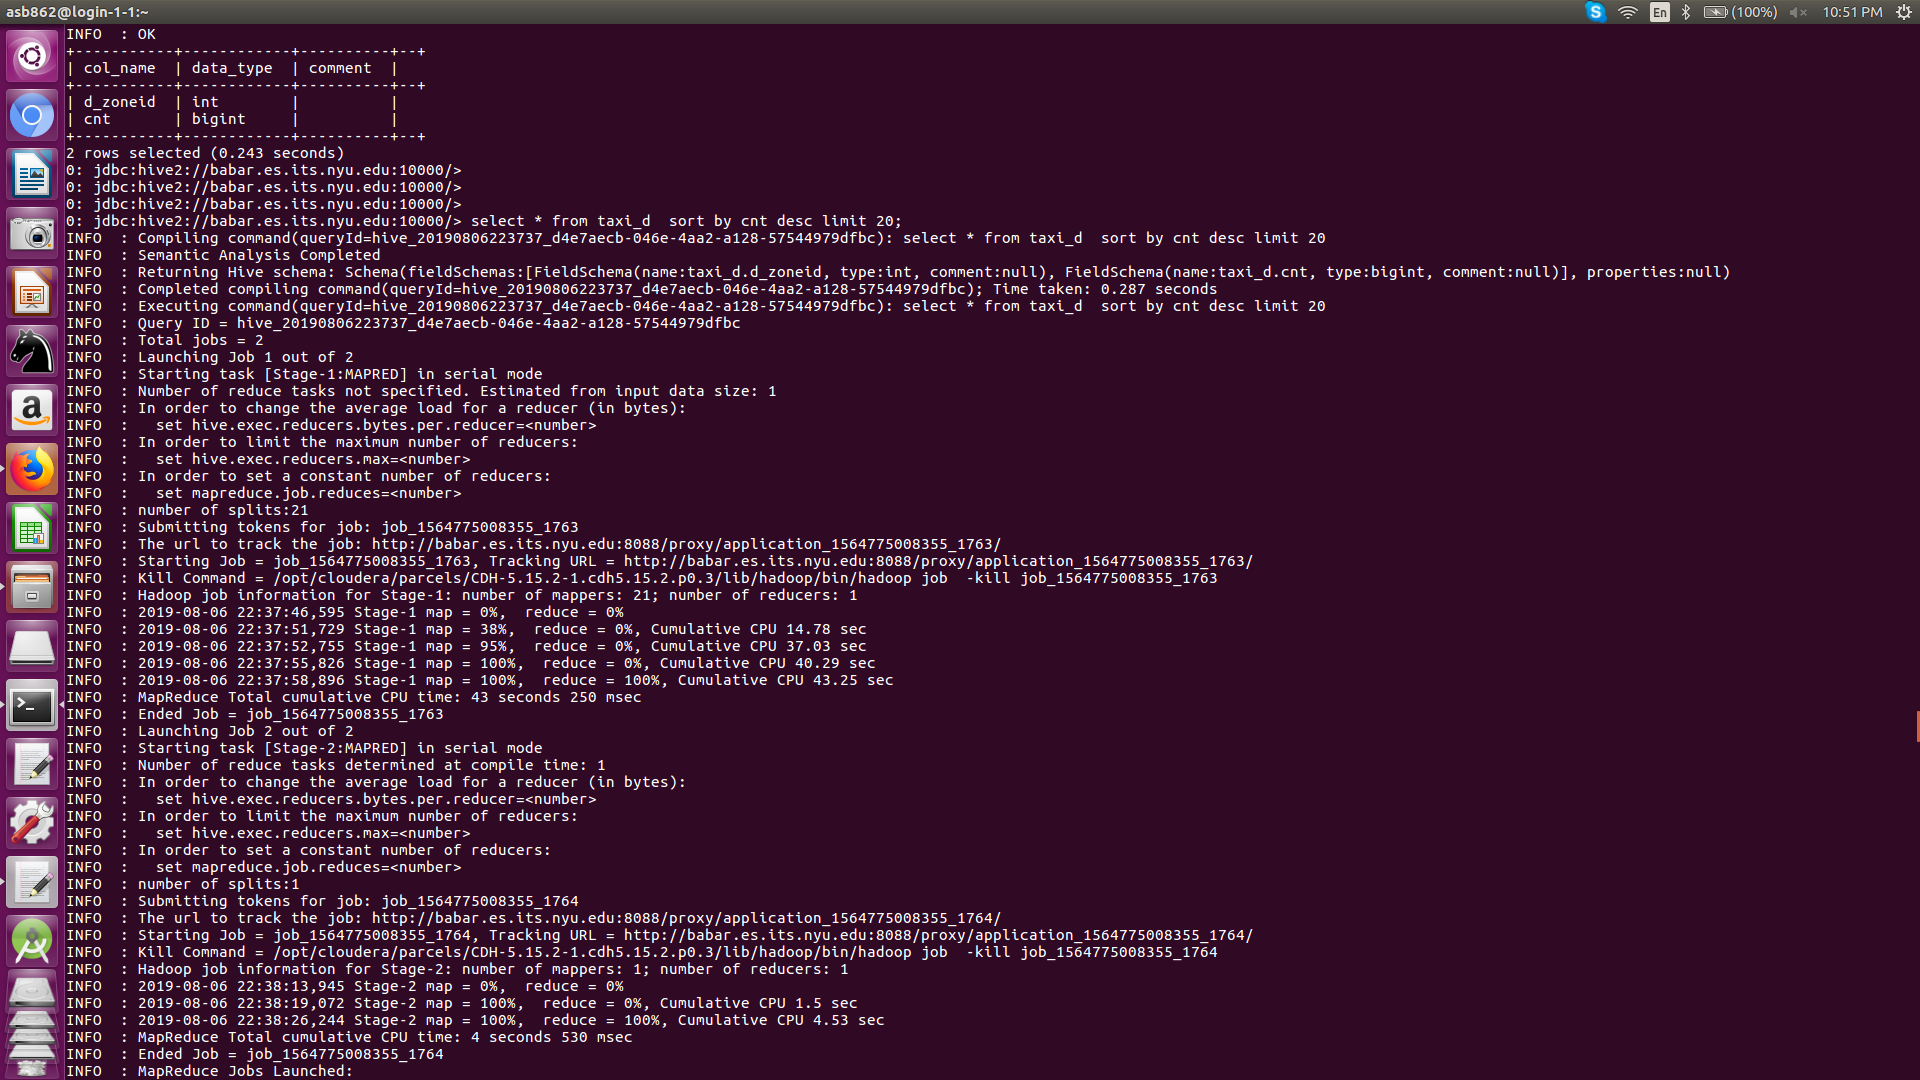 asb862@login-1-1:~
En
(100%)
10:51 PM
INFO  : OK
+-----------+------------+----------+--+
| col_name  | data_type  | comment  |
+-----------+------------+----------+--+
| d_zoneid  | int        |          |
| cnt       | bigint     |          |
+-----------+------------+----------+--+
2 rows selected (0.243 seconds)
0: jdbc:hive2://babar.es.its.nyu.edu:10000/>
0: jdbc:hive2://babar.es.its.nyu.edu:10000/>
0: jdbc:hive2://babar.es.its.nyu.edu:10000/>
0: jdbc:hive2://babar.es.its.nyu.edu:10000/> select * from taxi_d  sort by cnt desc limit 20;
INFO  : Compiling command(queryId=hive_20190806223737_d4e7aecb-046e-4aa2-a128-57544979dfbc): select * from taxi_d  sort by cnt desc limit 20
INFO  : Semantic Analysis Completed
INFO  : Returning Hive schema: Schema(fieldSchemas:[FieldSchema(name:taxi_d.d_zoneid, type:int, comment:null), FieldSchema(name:taxi_d.cnt, type:bigint, comment:null)], properties:null)
INFO  : Completed compiling command(queryId=hive_20190806223737_d4e7aecb-046e-4aa2-a128-57544979dfbc); Time taken: 0.287 seconds
INFO  : Executing command(queryId=hive_20190806223737_d4e7aecb-046e-4aa2-a128-57544979dfbc): select * from taxi_d  sort by cnt desc limit 20
INFO  : Query ID = hive_20190806223737_d4e7aecb-046e-4aa2-a128-57544979dfbc
INFO  : Total jobs = 2
INFO  : Launching Job 1 out of 2
INFO  : Starting task [Stage-1:MAPRED] in serial mode
INFO  : Number of reduce tasks not specified. Estimated from input data size: 1
INFO  : In order to change the average load for a reducer (in bytes):
INFO  :   set hive.exec.reducers.bytes.per.reducer=<number>
INFO  : In order to limit the maximum number of reducers:
INFO  :   set hive.exec.reducers.max=<number>
INFO  : In order to set a constant number of reducers:
INFO  :   set mapreduce.job.reduces=<number>
INFO  : number of splits:21
INFO  : Submitting tokens for job: job_1564775008355_1763
INFO  : The url to track the job: http://babar.es.its.nyu.edu:8088/proxy/application_1564775008355_1763/
INFO  : Starting Job = job_1564775008355_1763, Tracking URL = http://babar.es.its.nyu.edu:8088/proxy/application_1564775008355_1763/
INFO  : Kill Command = /opt/cloudera/parcels/CDH-5.15.2-1.cdh5.15.2.p0.3/lib/hadoop/bin/hadoop job  -kill job_1564775008355_1763
INFO  : Hadoop job information for Stage-1: number of mappers: 21; number of reducers: 1
INFO  : 2019-08-06 22:37:46,595 Stage-1 map = 0%,  reduce = 0%
INFO  : 2019-08-06 22:37:51,729 Stage-1 map = 38%,  reduce = 0%, Cumulative CPU 14.78 sec
INFO  : 2019-08-06 22:37:52,755 Stage-1 map = 95%,  reduce = 0%, Cumulative CPU 37.03 sec
INFO  : 2019-08-06 22:37:55,826 Stage-1 map = 100%,  reduce = 0%, Cumulative CPU 40.29 sec
INFO  : 2019-08-06 22:37:58,896 Stage-1 map = 100%,  reduce = 100%, Cumulative CPU 43.25 sec
INFO  : MapReduce Total cumulative CPU time: 43 seconds 250 msec
INFO  : Ended Job = job_1564775008355_1763
INFO  : Launching Job 2 out of 2
INFO  : Starting task [Stage-2:MAPRED] in serial mode
INFO  : Number of reduce tasks determined at compile time: 1
INFO  : In order to change the average load for a reducer (in bytes):
INFO  :   set hive.exec.reducers.bytes.per.reducer=<number>
INFO  : In order to limit the maximum number of reducers:
INFO  :   set hive.exec.reducers.max=<number>
INFO  : In order to set a constant number of reducers:
INFO  :   set mapreduce.job.reduces=<number>
INFO  : number of splits:1
INFO  : Submitting tokens for job: job_1564775008355_1764
INFO  : The url to track the job: http://babar.es.its.nyu.edu:8088/proxy/application_1564775008355_1764/
INFO  : Starting Job = job_1564775008355_1764, Tracking URL = http://babar.es.its.nyu.edu:8088/proxy/application_1564775008355_1764/
INFO  : Kill Command = /opt/cloudera/parcels/CDH-5.15.2-1.cdh5.15.2.p0.3/lib/hadoop/bin/hadoop job  -kill job_1564775008355_1764
INFO  : Hadoop job information for Stage-2: number of mappers: 1; number of reducers: 1
INFO  : 2019-08-06 22:38:13,945 Stage-2 map = 0%,  reduce = 0%
INFO  : 2019-08-06 22:38:19,072 Stage-2 map = 100%,  reduce = 0%, Cumulative CPU 1.5 sec
INFO  : 2019-08-06 22:38:26,244 Stage-2 map = 100%,  reduce = 100%, Cumulative CPU 4.53 sec
INFO  : MapReduce Total cumulative CPU time: 4 seconds 530 msec
INFO  : Ended Job = job_1564775008355_1764
INFO  : MapReduce Jobs Launched: